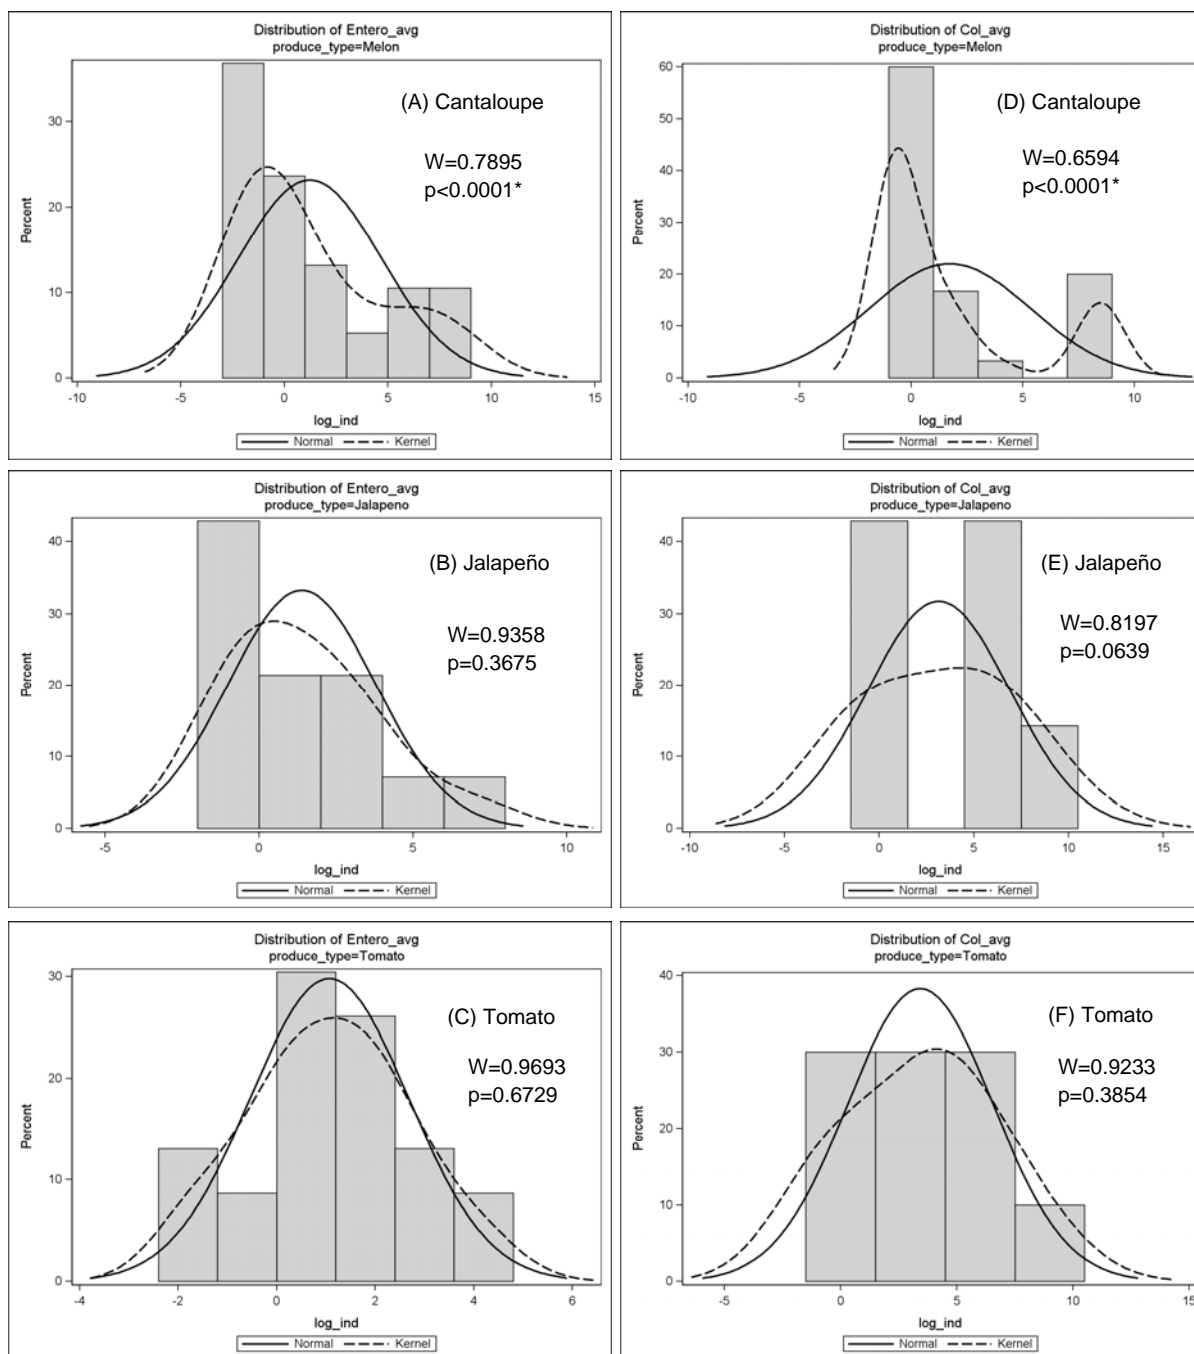 Distribution of Entero_avg
produce_type=Melon
(A) Cantaloupe
W=0.7895
p<0.0001*
Percent
30
20
10
0
-10 -5 0 5 10 15
log_ind
Normal Kernel
Distribution of Col_avg
produce_type=Melon
(D) Cantaloupe
W=0.6594
p<0.0001*
Percent
60
50
40
30
20
10
0
-10 -5 0 5 10
log_ind
Normal Kernel
Distribution of Entero_avg
produce_type=Jalapeno
(B) Jalapeño
W=0.9358
p=0.3675
Percent
40
30
20
10
0
-5 0 5 10
log_ind
Normal Kernel
Distribution of Col_avg
produce_type=Jalapeno
(E) Jalapeño
W=0.8197
p=0.0639
Percent
40
30
20
10
0
-10 -5 0 5 10 15
log_ind
Normal Kernel
Distribution of Entero_avg
produce_type=Tomato
(C) Tomato
W=0.9693
p=0.6729
Percent
30
20
10
0
-4 -2 0 2 4 6
log_ind
Normal Kernel
Distribution of Col_avg
produce_type=Tomato
(F) Tomato
W=0.9233
p=0.3854
Percent
40
30
20
10
0
-5 0 5 10 15
log_ind
Normal Kernel